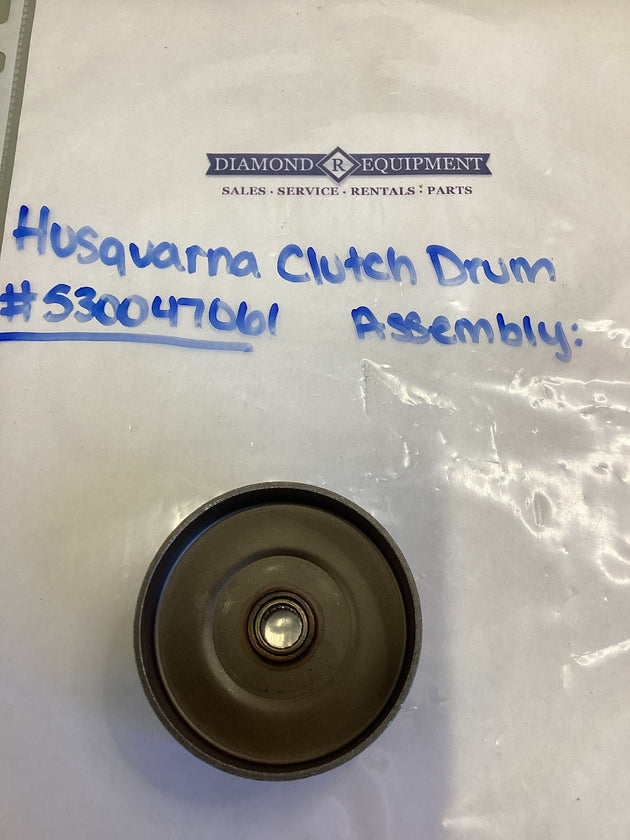 DIAMOND R EQUIPMENT
SALES · SERVICE · RENTALS · PARTS
Husqvarna Clutch Drum
#530047061 Assembly: